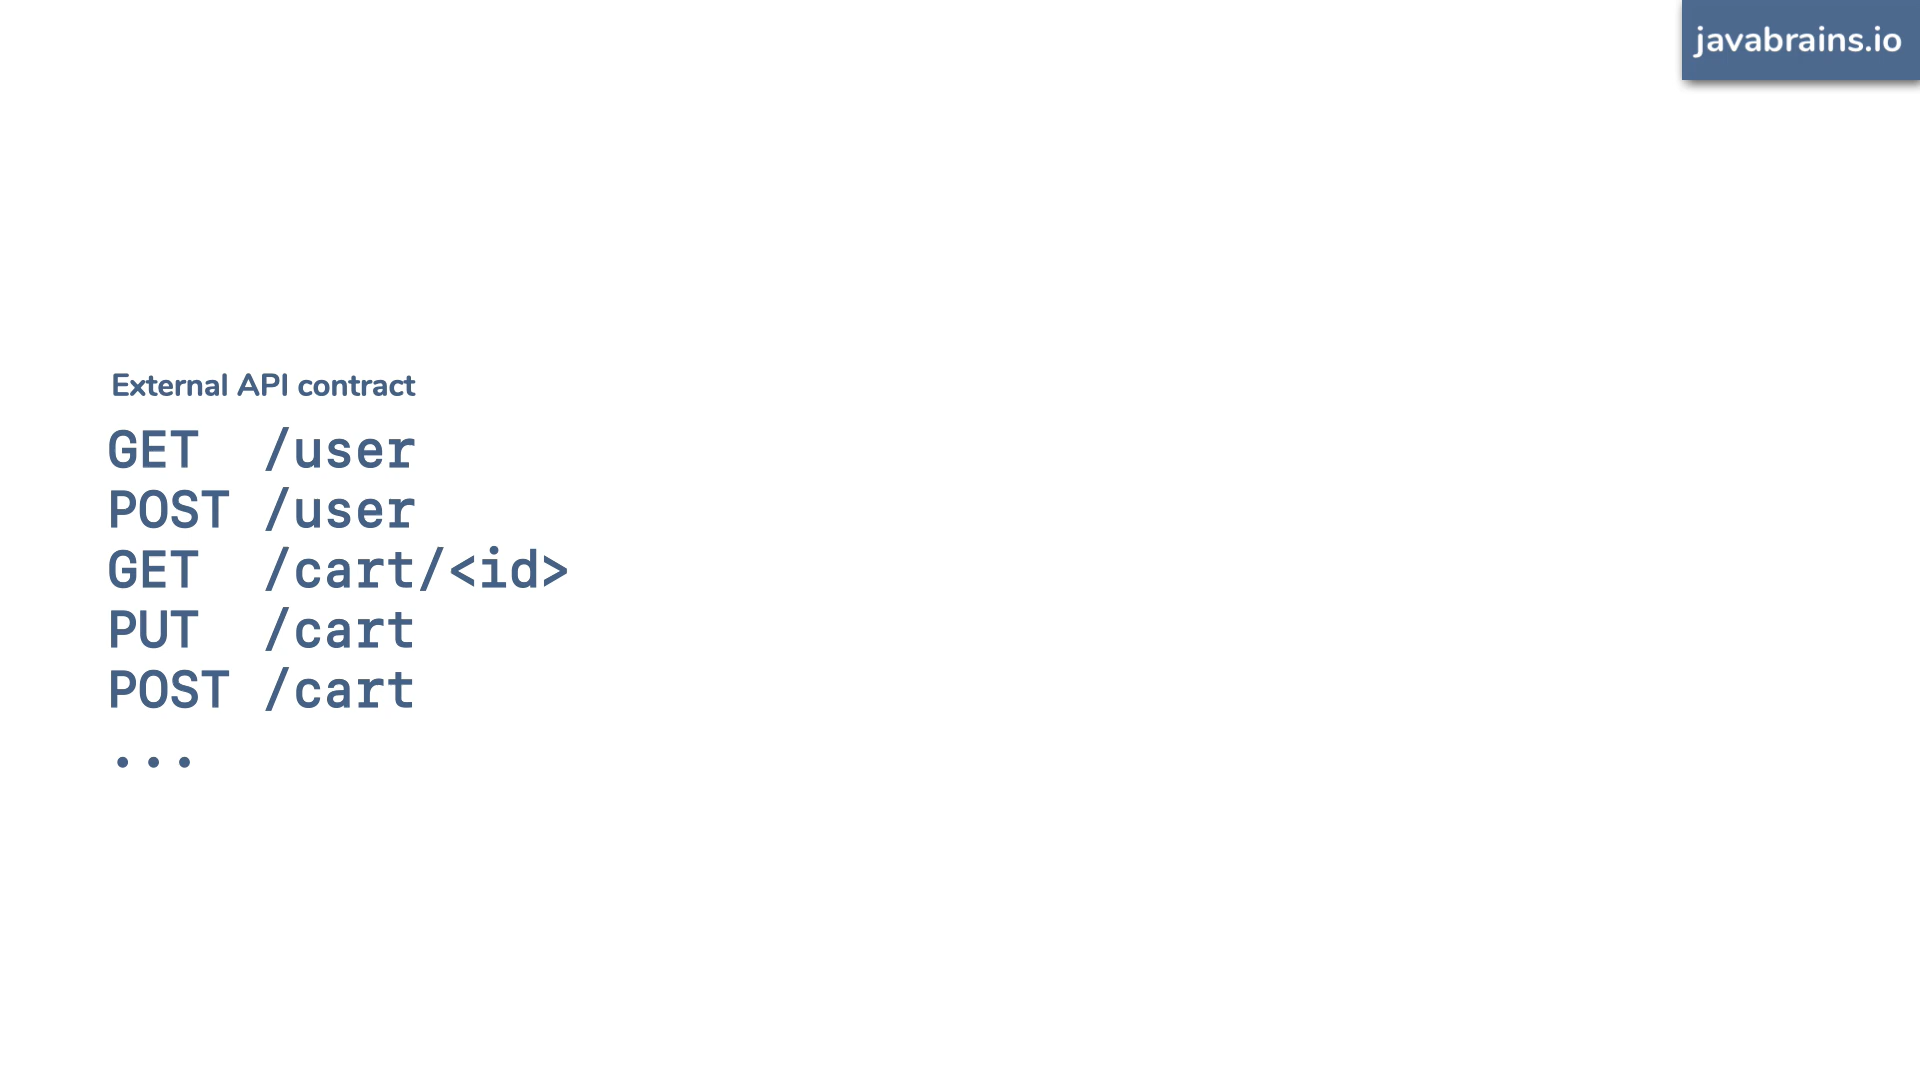 javabrains.io
External API contract
GET /user
POST /user
GET /cart/<id>
PUT /cart
POST /cart
...